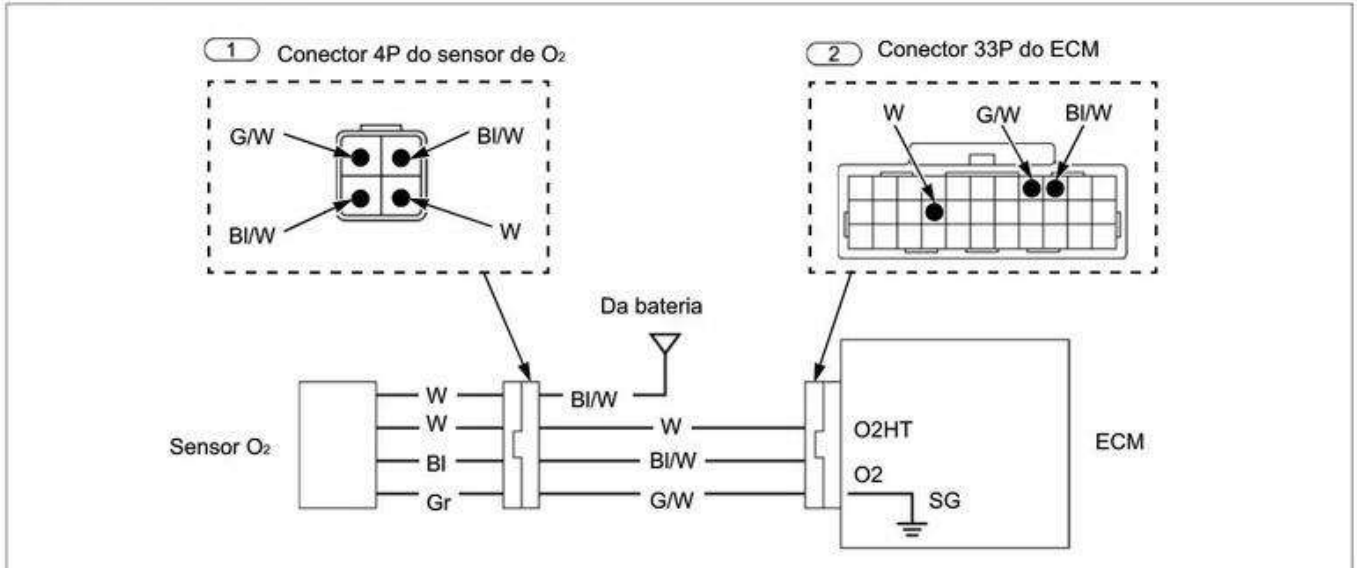 1 Conector 4P do sensor de O₂
2 Conector 33P do ECM
G/W
Bl/W
Bl/W
W
W
G/W
Bl/W
Da bateria
W
Bl/W
W
W
O2HT
Sensor O₂
Bl
Bl/W
O2
ECM
Gr
G/W
SG